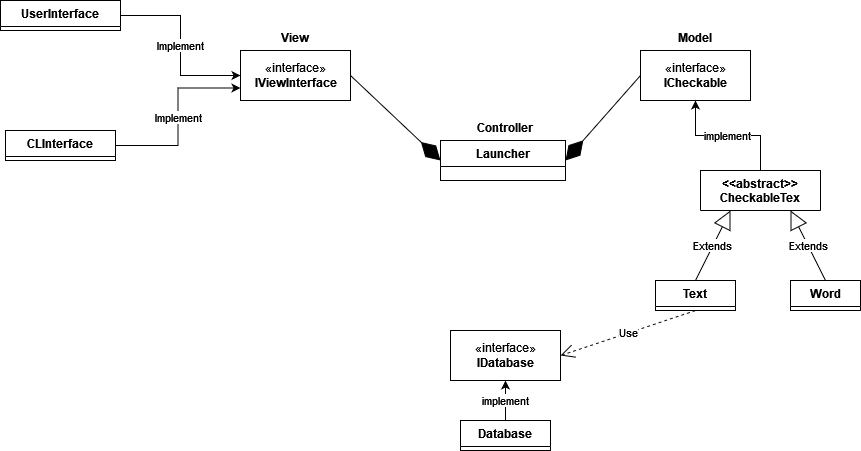 UserInterface
Implement
View
«interface»
IViewInterface
Implement
CLInterface
Controller
Launcher
Model
«interface»
ICheckable
implement
<<abstract>>
CheckableTex
Extends
Extends
Text
Word
Use
«interface»
IDatabase
implement
Database